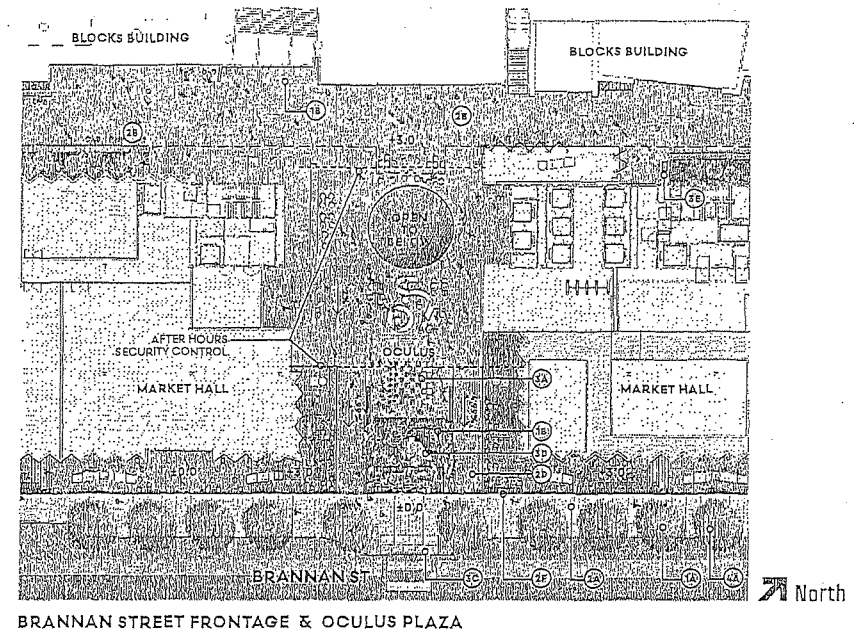 BLOCKS BUILDING
BLOCKS BUILDING
1B
2B
2B
±3.0'
3E
OPEN
TO
BELOW
AFTER HOURS
SECURITY CONTROL
OCULUS
MARKET HALL
MARKET HALL
3A
3D
2D
±0.0'
±0.0'
BRANNAN ST
3C
2F
2A
1A
4A
North
BRANNAN STREET FRONTAGE & OCULUS PLAZA